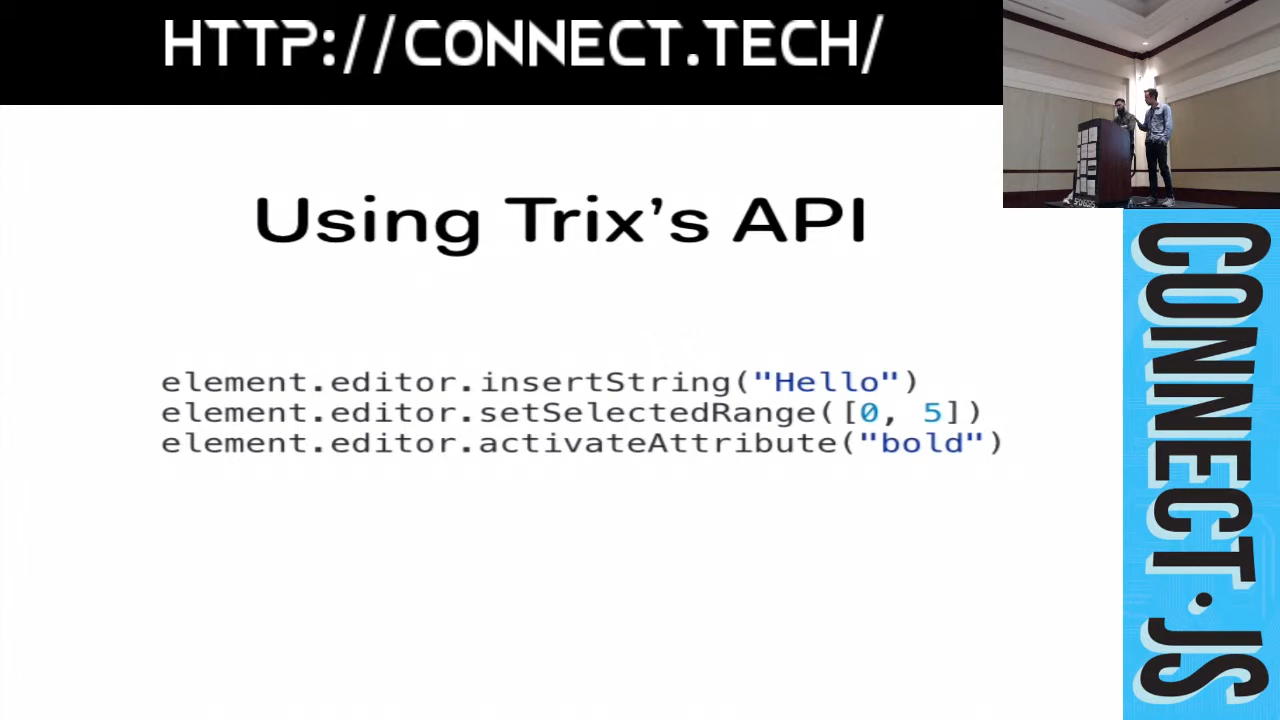 HTTP://CONNECT.TECH/
Using Trix's API
element.editor.insertString("Hello")
element.editor.setSelectedRange([0, 5])
element.editor.activateAttribute("bold")
CONNECT.JS